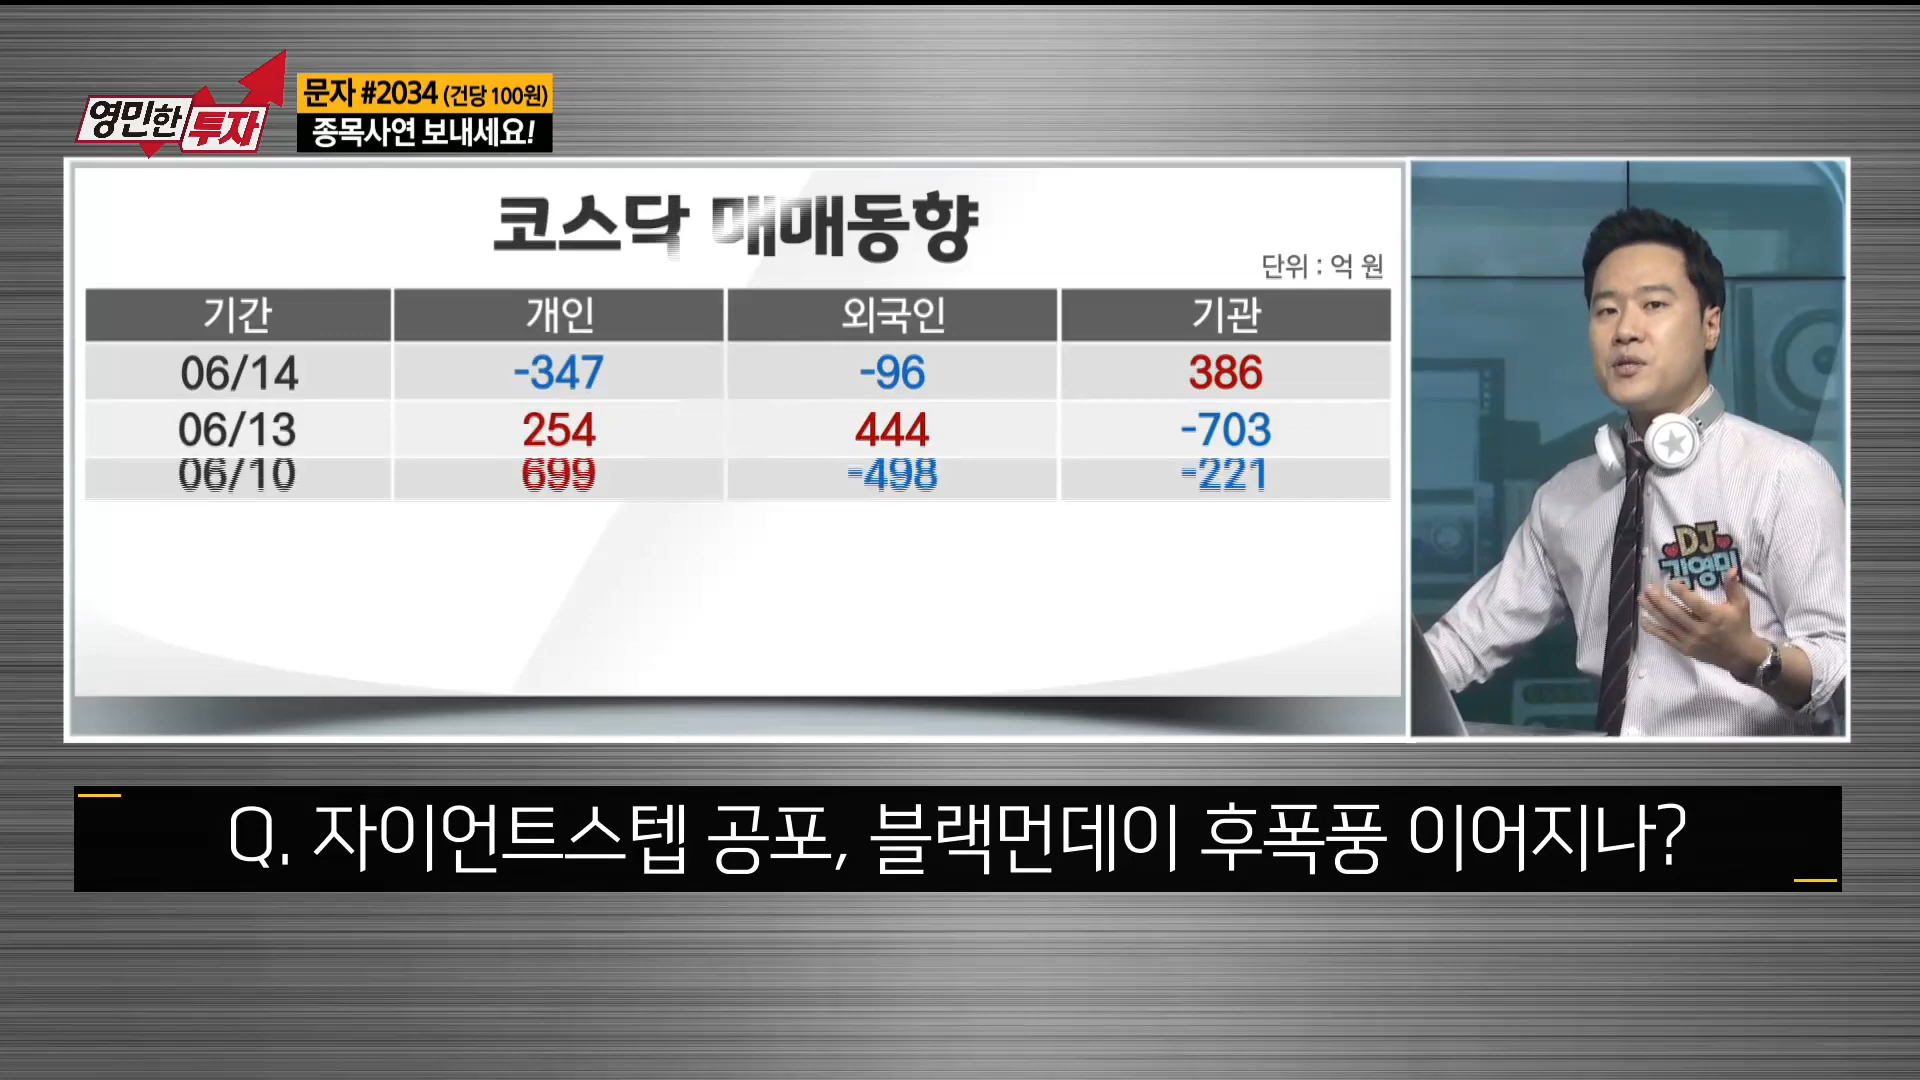 영민한 투자
문자 #2034 (건당 100원)
종목사연 보내세요!
코스닥 매매동향
단위 : 억 원
기간 개인 외국인 기관
06/14 -347 -96 386
06/13 254 444 -703
06/10 699 -498 -221
DJ
김영민
Q. 자이언트스텝 공포, 블랙먼데이 후폭풍 이어지나?